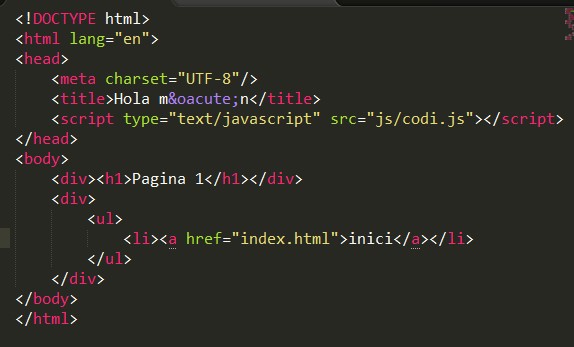 <!DOCTYPE html>
<html lang="en">
<head>
    <meta charset="UTF-8"/>
    <title>Hola m&oacute;n</title>
    <script type="text/javascript" src="js/codi.js"></script>
</head>
<body>
    <div><h1>Pagina 1</h1></div>
    <div>
        <ul>
            <li><a href="index.html">inici</a></li>
        </ul>
    </div>
</body>
</html>